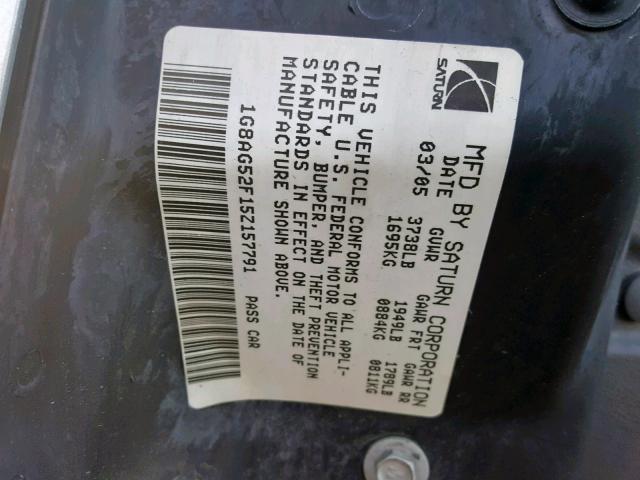 SATURN
MFD BY SATURN CORPORATION
DATE GVWR GAWR FRT GAWR RR
03/05 3738LB 1949LB 1789LB
1695KG 0884KG 0811KG
THIS VEHICLE CONFORMS TO ALL APPLI-
CABLE U.S. FEDERAL MOTOR VEHICLE
SAFETY, BUMPER, AND THEFT PREVENTION
STANDARDS IN EFFECT ON THE DATE OF
MANUFACTURE SHOWN ABOVE.
1G8AG52F15Z157791 PASS CAR